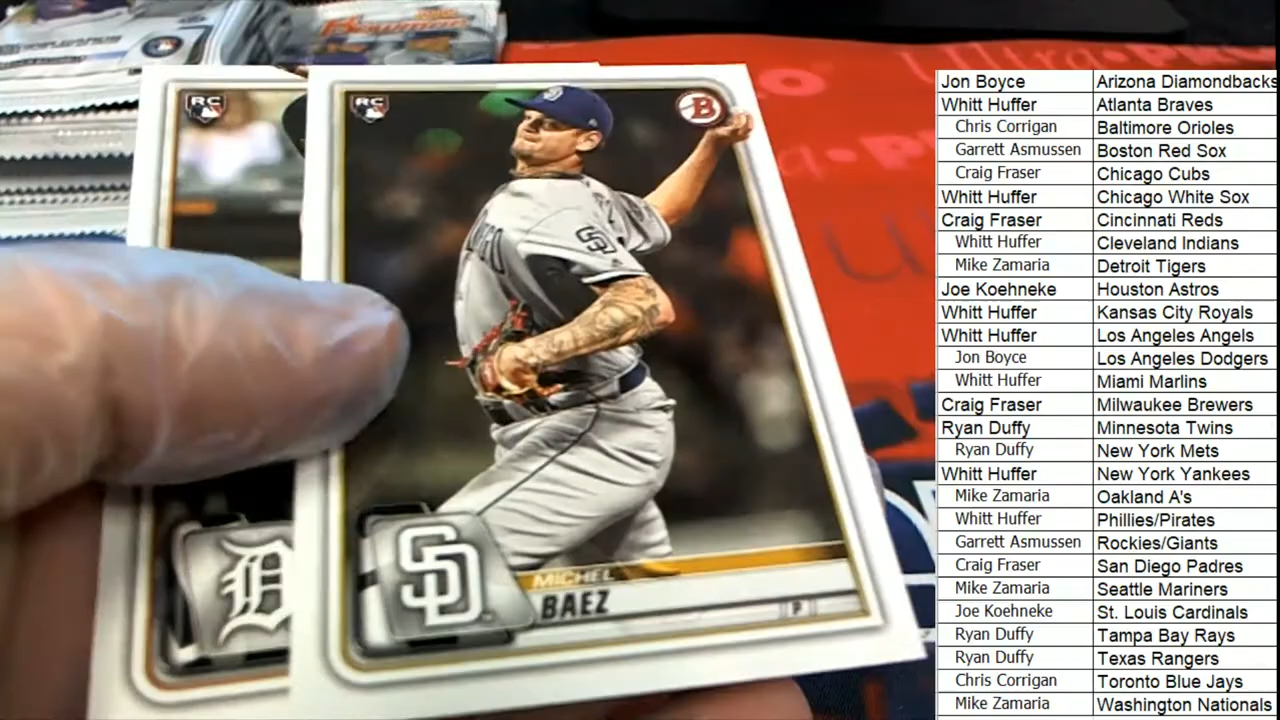 Bowman
Ultra PRO
RC
RC
B
SD
SD
D
SD
MICHEL
BAEZ
P
Jon Boyce Arizona Diamondbacks
Whitt Huffer Atlanta Braves
Chris Corrigan Baltimore Orioles
Garrett Asmussen Boston Red Sox
Craig Fraser Chicago Cubs
Whitt Huffer Chicago White Sox
Craig Fraser Cincinnati Reds
Whitt Huffer Cleveland Indians
Mike Zamaria Detroit Tigers
Joe Koehneke Houston Astros
Whitt Huffer Kansas City Royals
Whitt Huffer Los Angeles Angels
Jon Boyce Los Angeles Dodgers
Whitt Huffer Miami Marlins
Craig Fraser Milwaukee Brewers
Ryan Duffy Minnesota Twins
Ryan Duffy New York Mets
Whitt Huffer New York Yankees
Mike Zamaria Oakland A's
Whitt Huffer Phillies/Pirates
Garrett Asmussen Rockies/Giants
Craig Fraser San Diego Padres
Mike Zamaria Seattle Mariners
Joe Koehneke St. Louis Cardinals
Ryan Duffy Tampa Bay Rays
Ryan Duffy Texas Rangers
Chris Corrigan Toronto Blue Jays
Mike Zamaria Washington Nationals